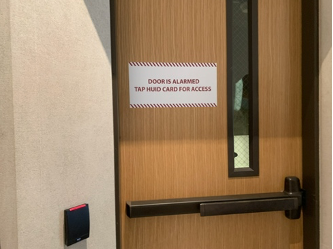 DOOR IS ALARMED
TAP HUID CARD FOR ACCESS